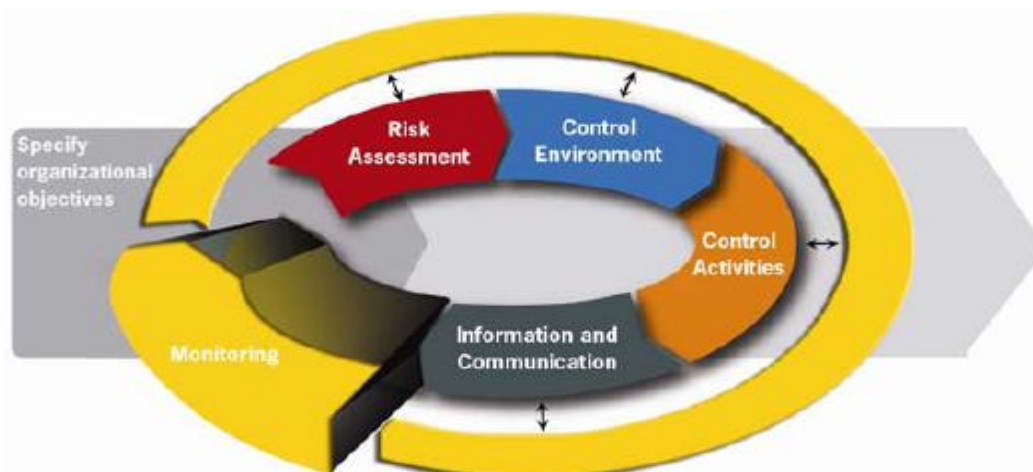 Specify
organizational
objectives
Risk
Assessment
Control
Environment
Control
Activities
Information and
Communication
Monitoring